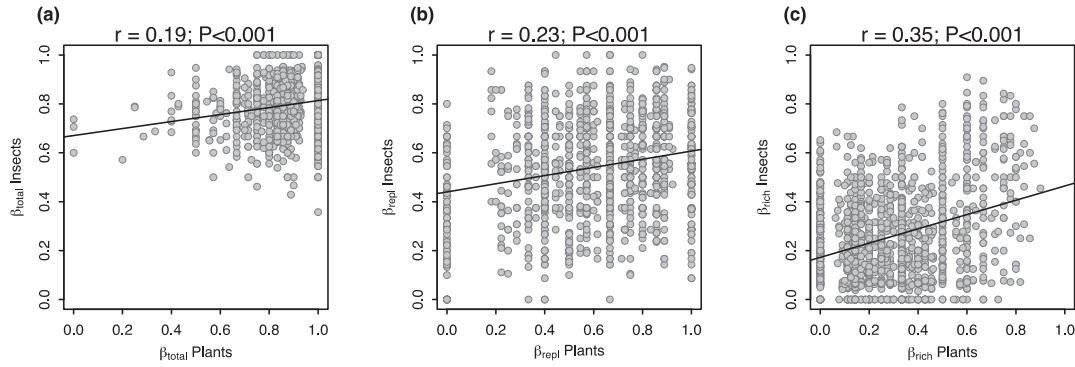 (a)
r = 0.19; P<0.001
1.0
0.8
0.6
0.4
0.2
0.0
βtotal Insects
0.0 0.2 0.4 0.6 0.8 1.0
βtotal Plants
(b)
r = 0.23; P<0.001
1.0
0.8
0.6
0.4
0.2
0.0
βrepl Insects
0.0 0.2 0.4 0.6 0.8 1.0
βrepl Plants
(c)
r = 0.35; P<0.001
1.0
0.8
0.6
0.4
0.2
0.0
βrich Insects
0.0 0.2 0.4 0.6 0.8 1.0
βrich Plants